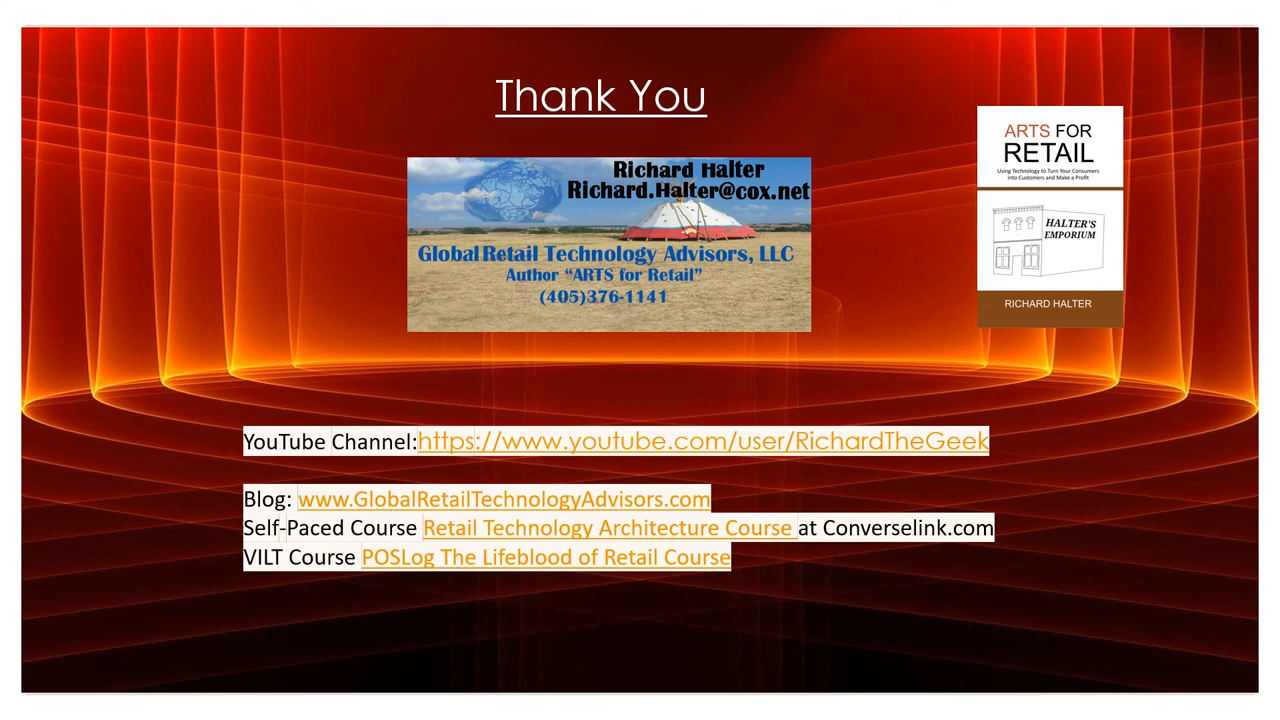 Thank You
Richard Halter
Richard.Halter@cox.net
Global Retail Technology Advisors, LLC
Author “ARTS for Retail”
(405)376-1141
ARTS FOR
RETAIL
Using Technology to Turn Your Consumers
into Customers and Make a Profit
HALTER'S
EMPORIUM
RICHARD HALTER
YouTube Channel:https://www.youtube.com/user/RichardTheGeek
Blog: www.GlobalRetailTechnologyAdvisors.com
Self-Paced Course Retail Technology Architecture Course at Converselink.com
VILT Course POSLog The Lifeblood of Retail Course